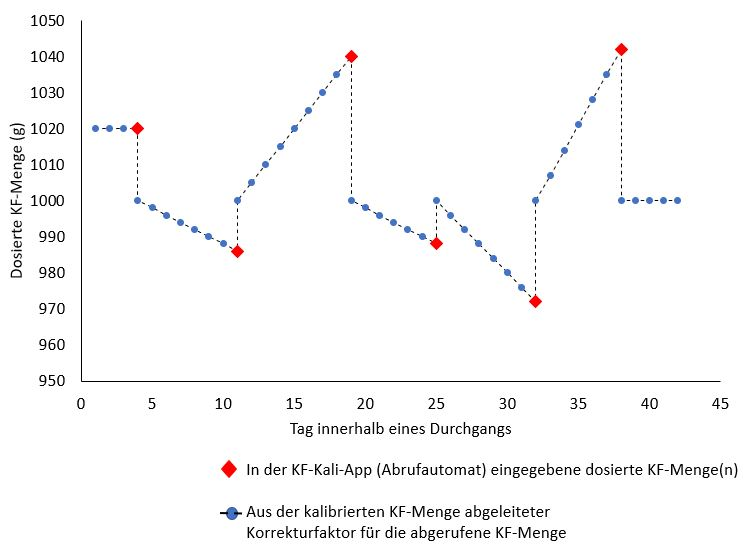 1050
1040
1030
1020
1010
1000
990
980
970
960
950
Dosierte KF-Menge (g)
0 5 10 15 20 25 30 35 40 45
Tag innerhalb eines Durchgangs
In der KF-Kali-App (Abrufautomat) eingegebene dosierte KF-Menge(n)
Aus der kalibrierten KF-Menge abgeleiteter
Korrekturfaktor für die abgerufene KF-Menge